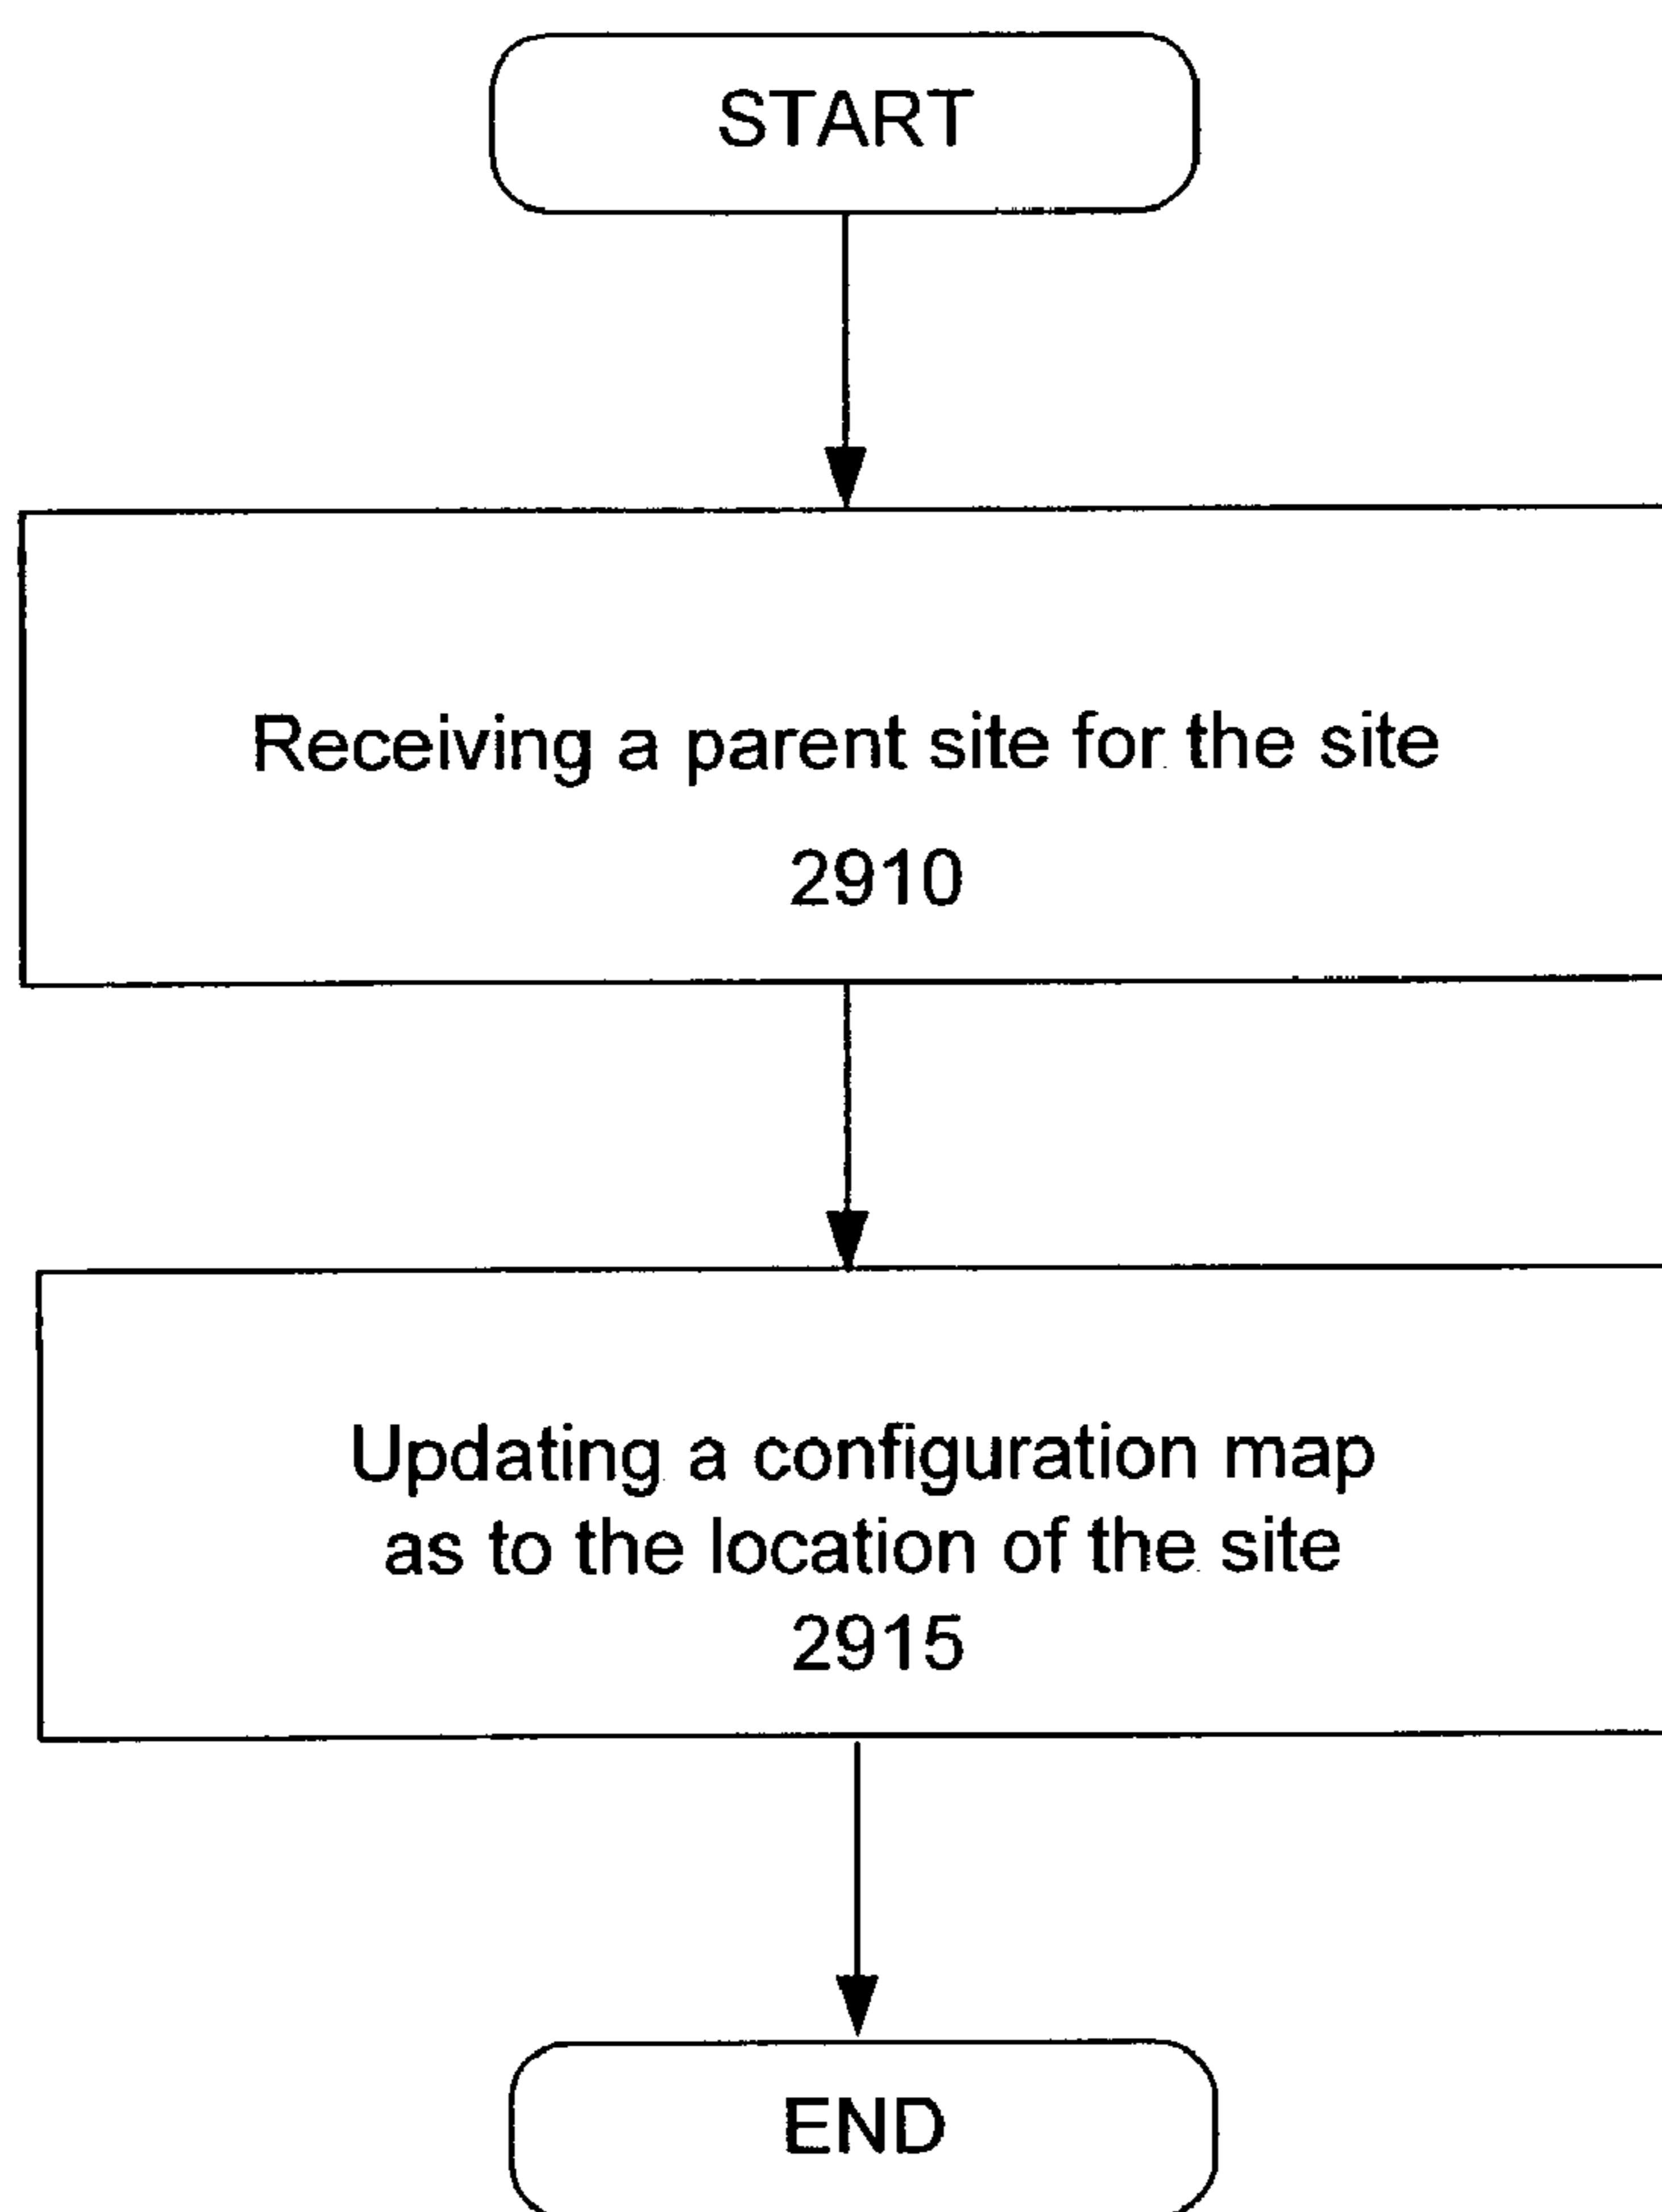 START
Receiving a parent site for the site
2910
Updating a configuration map
as to the location of the site
2915
END